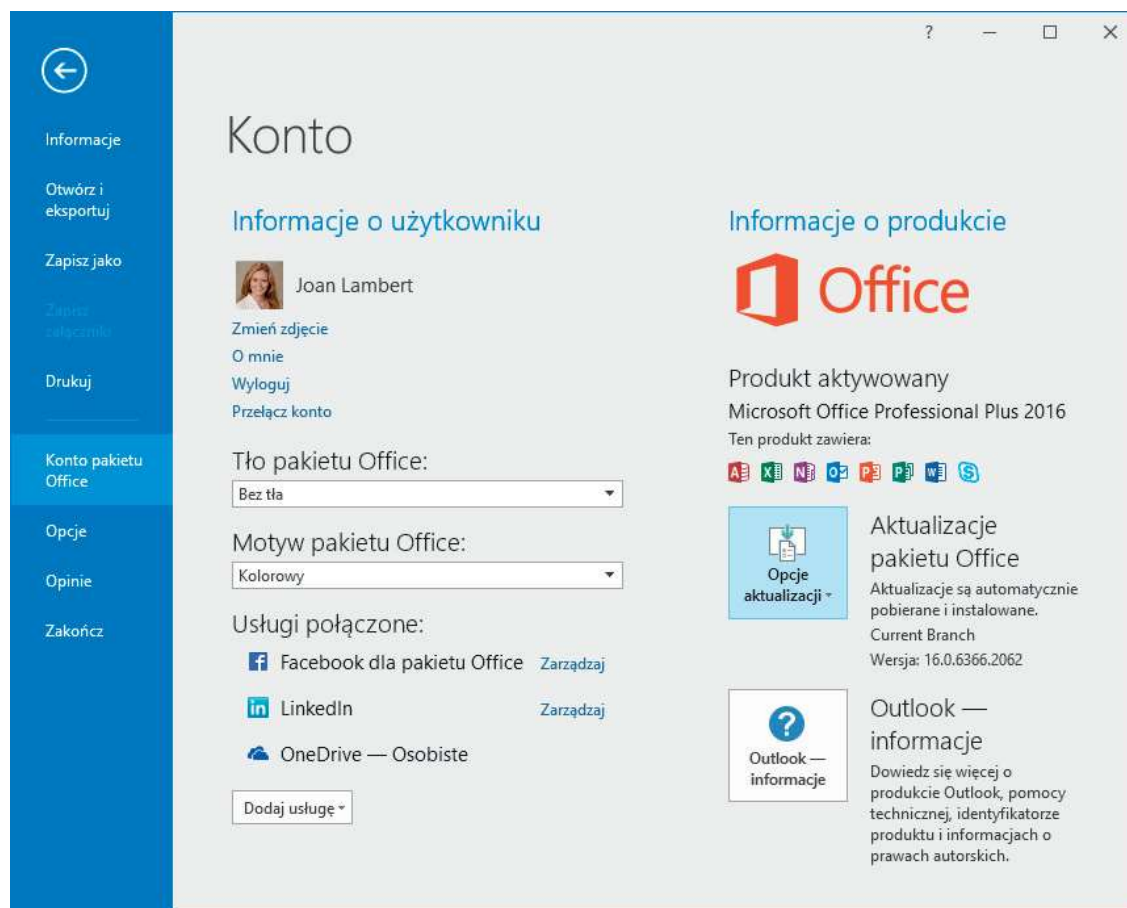 ?
Informacje
Otwórz i
eksportuj
Zapisz jako
Zapisz
załączniki
Drukuj
Konto pakietu
Office
Opcje
Opinie
Zakończ
Konto
Informacje o użytkowniku
Joan Lambert
Zmień zdjęcie
O mnie
Wyloguj
Przełącz konto
Tło pakietu Office:
Bez tła
Motyw pakietu Office:
Kolorowy
Usługi połączone:
Facebook dla pakietu Office Zarządzaj
LinkedIn Zarządzaj
OneDrive — Osobiste
Dodaj usługę
Informacje o produkcie
Office
Produkt aktywowany
Microsoft Office Professional Plus 2016
Ten produkt zawiera:
Opcje
aktualizacji
Aktualizacje
pakietu Office
Aktualizacje są automatycznie
pobierane i instalowane.
Current Branch
Wersja: 16.0.6366.2062
Outlook —
informacje
Outlook —
informacje
Dowiedz się więcej o
produkcie Outlook, pomocy
technicznej, identyfikatorze
produktu i informacjach o
prawach autorskich.